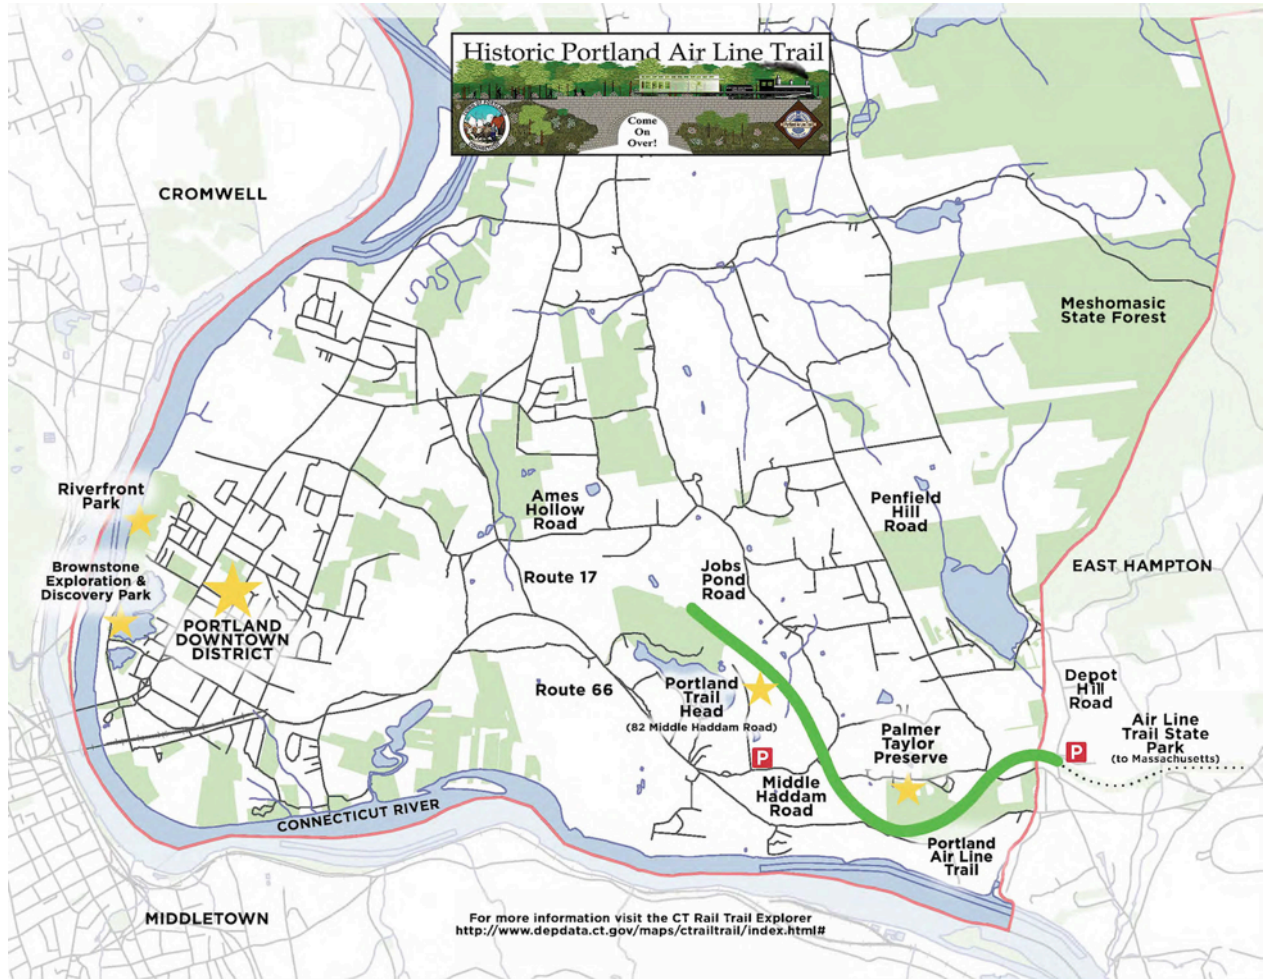 Historic Portland Air Line Trail
Come
On
Over!
CROMWELL
Meshomasic
State Forest
Riverfront
Park
Ames
Hollow
Road
Penfield
Hill
Road
Brownstone
Exploration &
Discovery Park
Route 17
Jobs
Pond
Road
EAST HAMPTON
PORTLAND
DOWNTOWN
DISTRICT
Route 66
Portland
Trail
Head
(82 Middle Haddam Road)
Depot
Hill
Road
Palmer
Taylor
Preserve
Air Line
Trail State
Park
(to Massachusetts)
P
P
Middle
Haddam
Road
CONNECTICUT RIVER
Portland
Air Line
Trail
MIDDLETOWN
For more information visit the CT Rail Trail Explorer
http://www.depdata.ct.gov/maps/ctrailtrail/index.html#